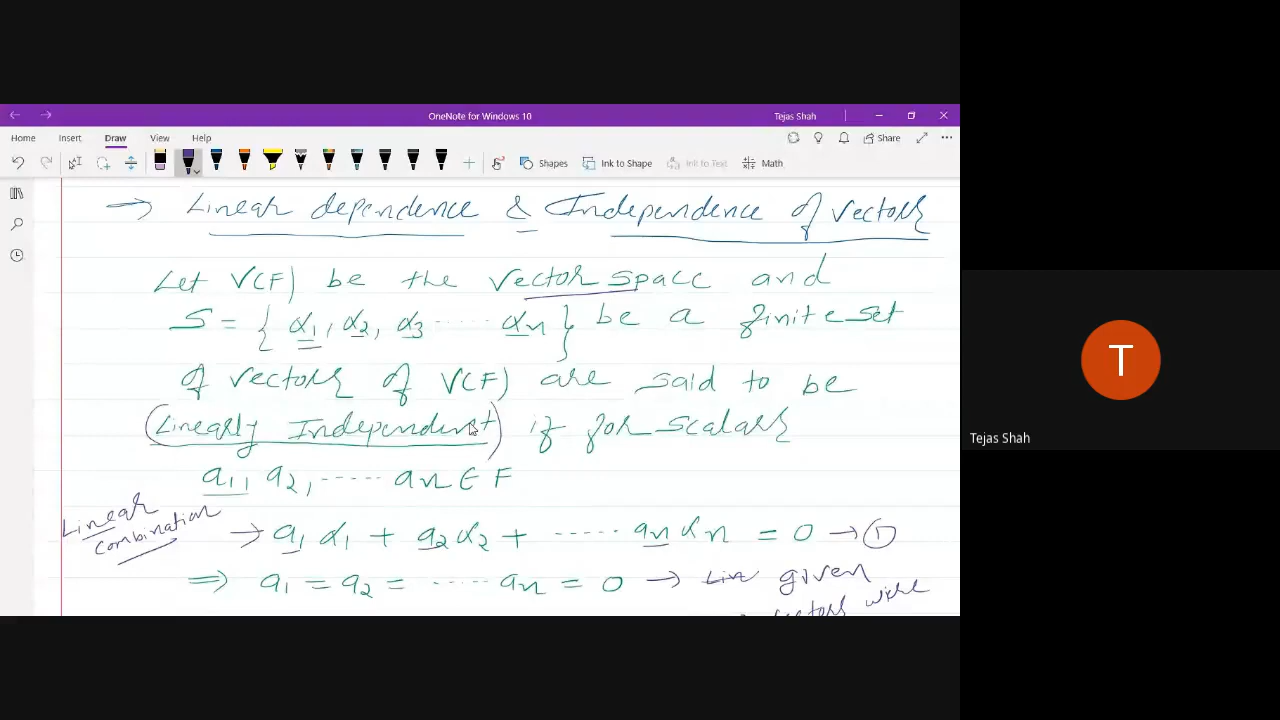 OneNote for Windows 10
Tejas Shah
Home Insert Draw View Help
Share
Shapes Ink to Shape Ink to Text Math
→ Linear dependence & Independence of vectors
Let V(F) be the vector space and
S = { α1, α2, α3 ..... αn } be a finite set
of vectors of V(F) are said to be
(Linearly Independent) if for scalars
a1, a2, ...... an ∈ F
Linear
combination
→ a1 α1 + a2 α2 + ...... an αn = 0 → ①
⇒ a1 = a2 = ...... an = 0 → given
vectors will
T
Tejas Shah